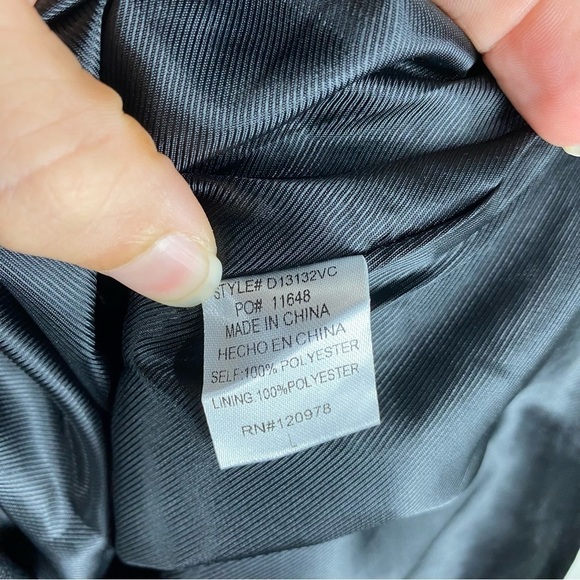 STYLE# D13132VC
PO# 11648
MADE IN CHINA
HECHO EN CHINA
SELF:100% POLYESTER
LINING:100%POLYESTER
RN#120978
L